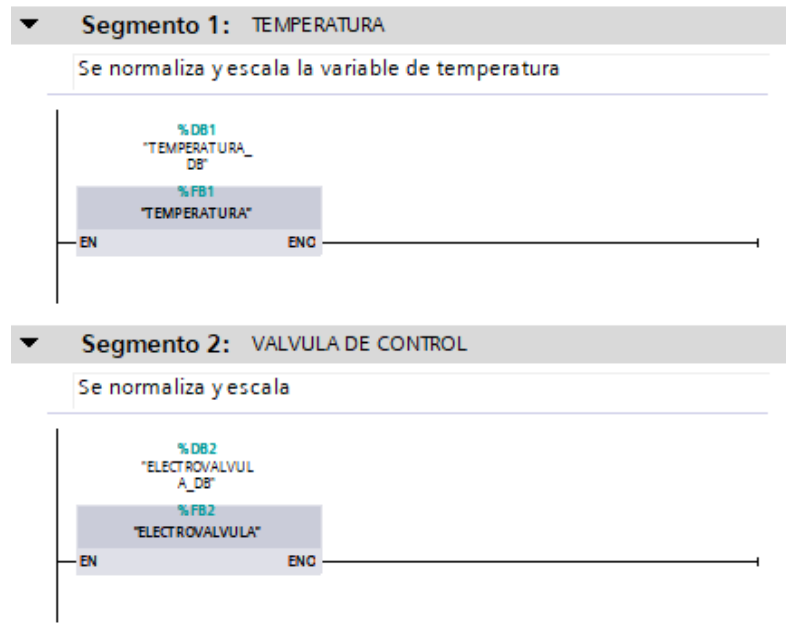 Segmento 1: TEMPERATURA
Se normaliza y escala la variable de temperatura
%DB1
"TEMPERATURA_
DB"
%FB1
"TEMPERATURA"
EN ENO
Segmento 2: VALVULA DE CONTROL
Se normaliza y escala
%DB2
"ELECTROVALVUL
A_DB"
%FB2
"ELECTROVALVULA"
EN ENO